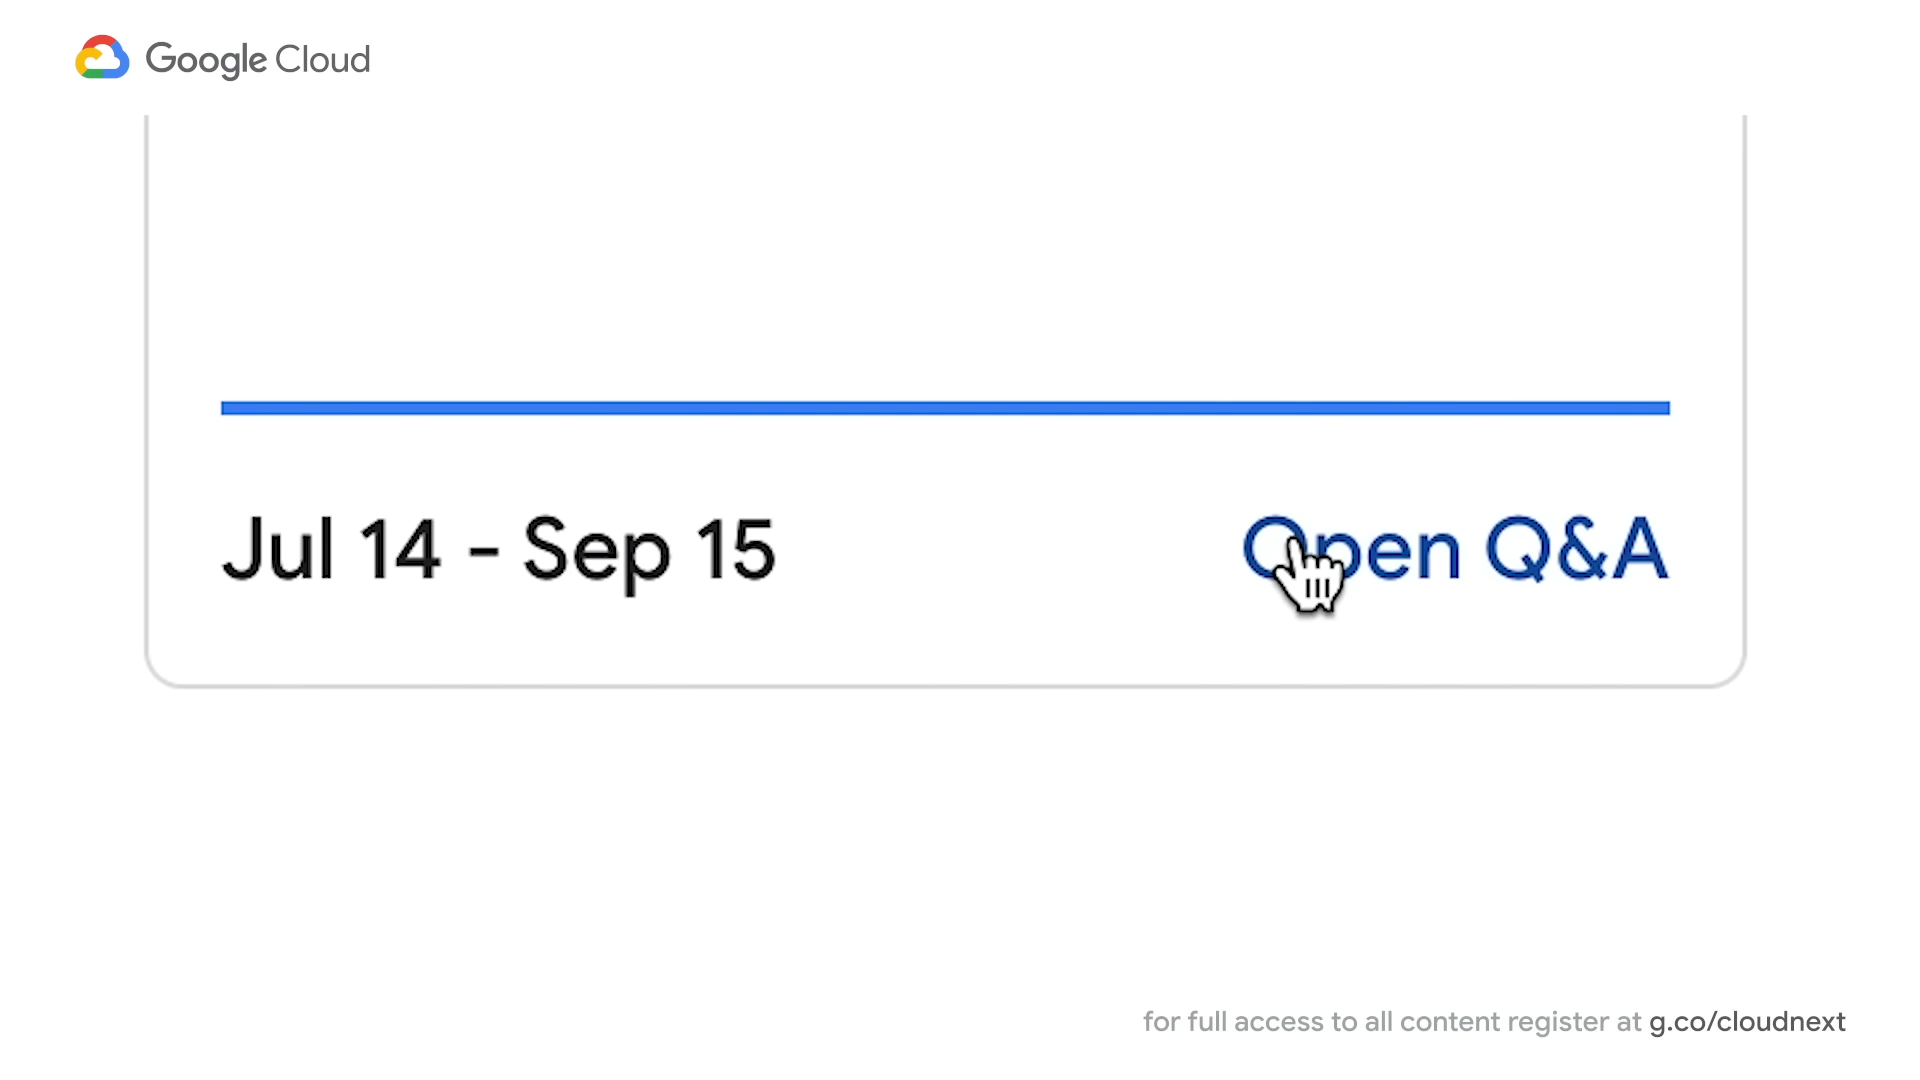 Google Cloud
Jul 14 - Sep 15
Open Q&A
for full access to all content register at g.co/cloudnext